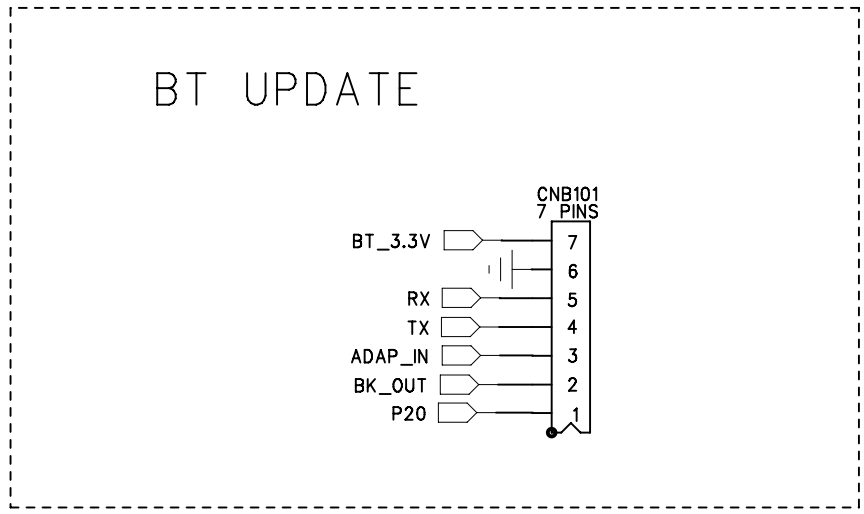 BT UPDATE
CNB101
7 PINS
BT_3.3V 7
6
RX 5
TX 4
ADAP_IN 3
BK_OUT 2
P20 1